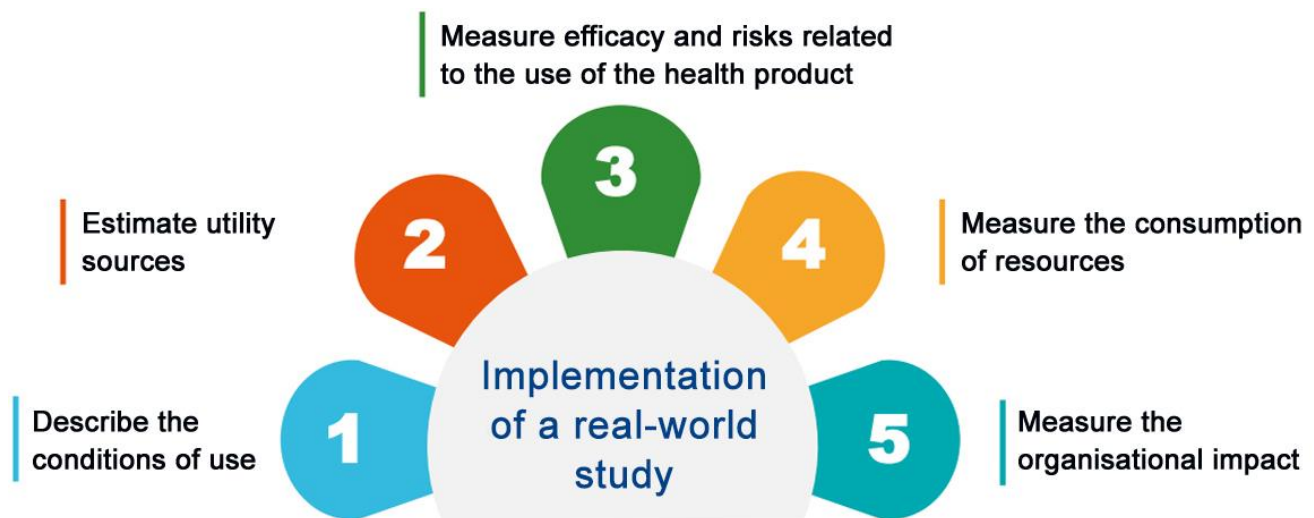 1
Describe the
conditions of use
2
Estimate utility
sources
3
Measure efficacy and risks related
to the use of the health product
4
Measure the consumption
of resources
5
Measure the
organisational impact
Implementation
of a real-world
study